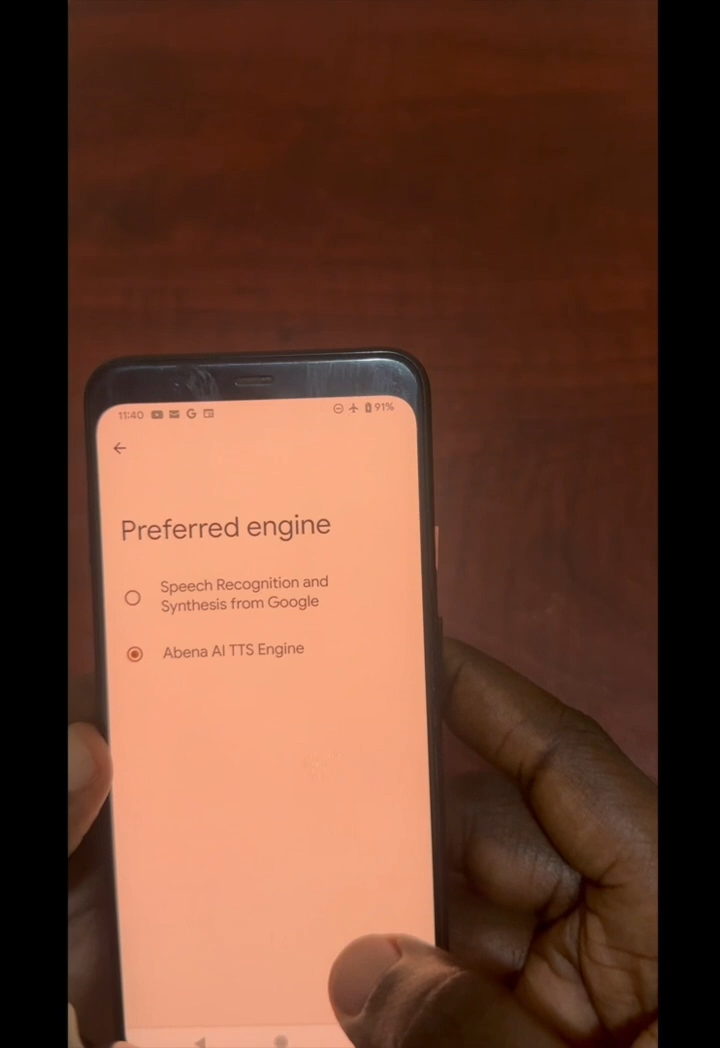 11:40 91%
Preferred engine
Speech Recognition and
Synthesis from Google
Abena AI TTS Engine